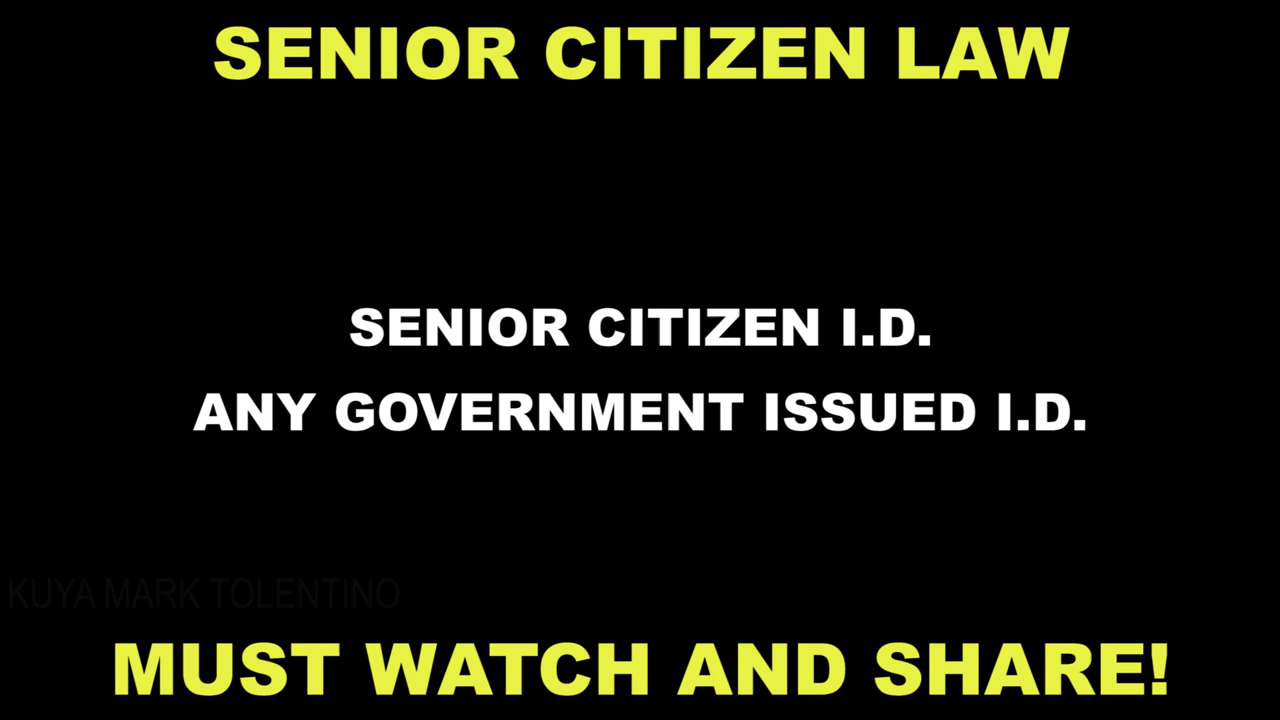 SENIOR CITIZEN LAW
SENIOR CITIZEN I.D.
ANY GOVERNMENT ISSUED I.D.
KUYA MARK TOLENTINO
MUST WATCH AND SHARE!